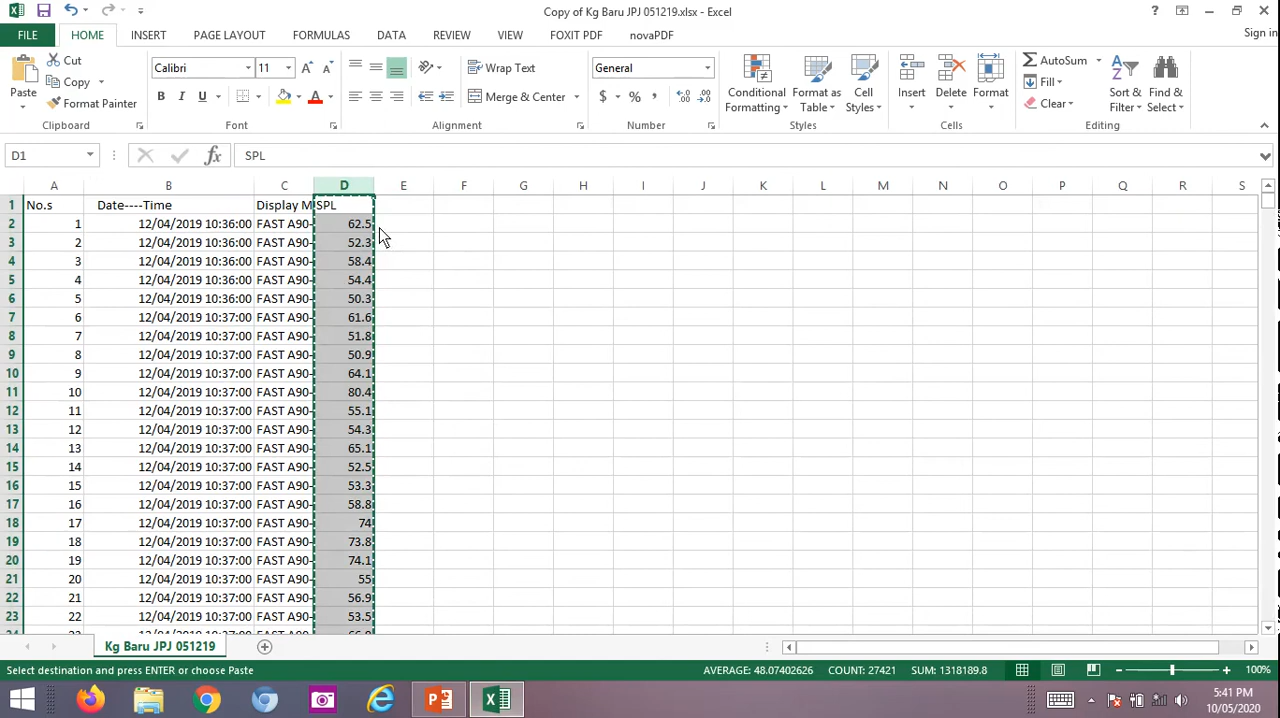 Copy of Kg Baru JPJ 051219.xlsx - Excel
FILE HOME INSERT PAGE LAYOUT FORMULAS DATA REVIEW VIEW FOXIT PDF novaPDF Sign in
Paste Cut Copy Format Painter Clipboard
Calibri 11 B I U A Font
Wrap Text Merge & Center Alignment
General $ % , Number
Conditional Formatting Format as Table Cell Styles Styles
Insert Delete Format Cells
AutoSum Fill Clear Sort & Filter Find & Select Editing
D1 fx SPL
A B C D E F G H I J K L M N O P Q R S
1 No.s Date----Time Display M SPL
2 1 12/04/2019 10:36:00 FAST A90- 62.5
3 2 12/04/2019 10:36:00 FAST A90- 52.3
4 3 12/04/2019 10:36:00 FAST A90- 58.4
5 4 12/04/2019 10:36:00 FAST A90- 54.4
6 5 12/04/2019 10:36:00 FAST A90- 50.3
7 6 12/04/2019 10:37:00 FAST A90- 61.6
8 7 12/04/2019 10:37:00 FAST A90- 51.8
9 8 12/04/2019 10:37:00 FAST A90- 50.9
10 9 12/04/2019 10:37:00 FAST A90- 64.1
11 10 12/04/2019 10:37:00 FAST A90- 80.4
12 11 12/04/2019 10:37:00 FAST A90- 55.1
13 12 12/04/2019 10:37:00 FAST A90- 54.3
14 13 12/04/2019 10:37:00 FAST A90- 65.1
15 14 12/04/2019 10:37:00 FAST A90- 52.5
16 15 12/04/2019 10:37:00 FAST A90- 53.3
17 16 12/04/2019 10:37:00 FAST A90- 58.8
18 17 12/04/2019 10:37:00 FAST A90- 74
19 18 12/04/2019 10:37:00 FAST A90- 73.8
20 19 12/04/2019 10:37:00 FAST A90- 74.1
21 20 12/04/2019 10:37:00 FAST A90- 55
22 21 12/04/2019 10:37:00 FAST A90- 56.9
23 22 12/04/2019 10:37:00 FAST A90- 53.5
Kg Baru JPJ 051219
Select destination and press ENTER or choose Paste AVERAGE: 48.07402626 COUNT: 27421 SUM: 1318189.8 100%
5:41 PM
10/05/2020